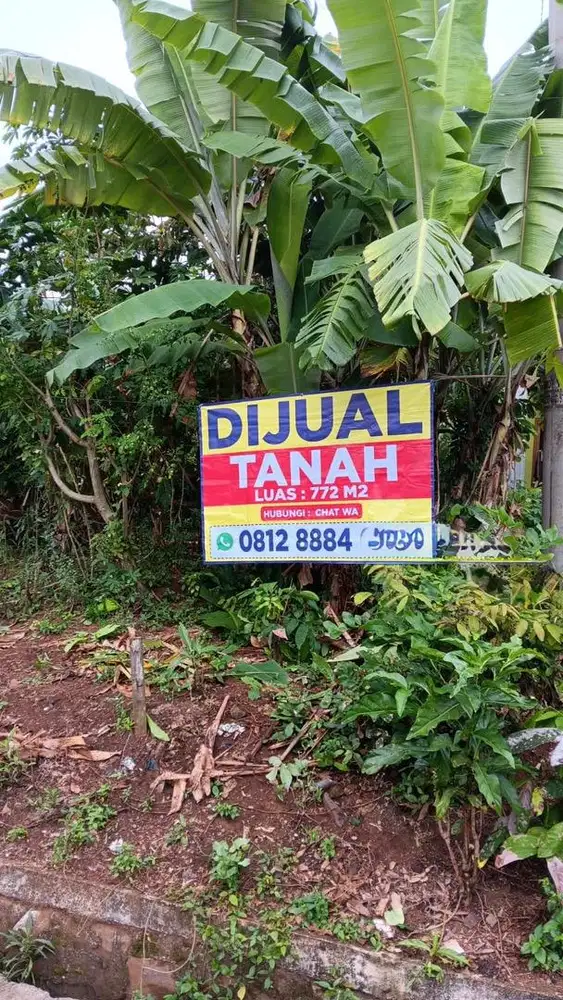 DIJUAL
TANAH
LUAS : 772 M2
HUBUNGI : CHAT WA
0812 8884